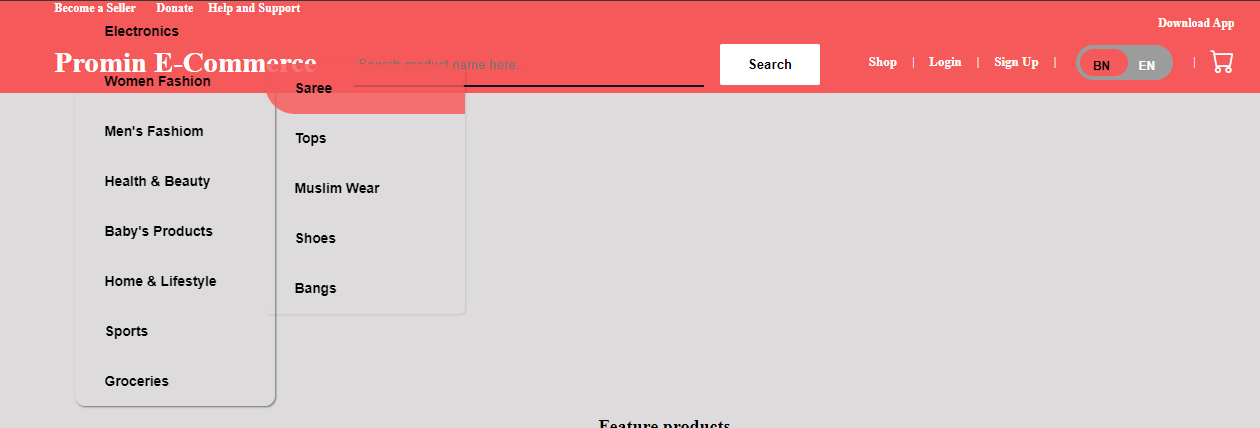 Become a Seller Donate Help and Support
Download App
Electronics
Promin E-Commerce
Search product name here..
Search
Shop | Login | Sign Up | BN EN |
Women Fashion
Saree
Men's Fashiom
Tops
Health & Beauty
Muslim Wear
Baby's Products
Shoes
Home & Lifestyle
Bangs
Sports
Groceries
Feature products